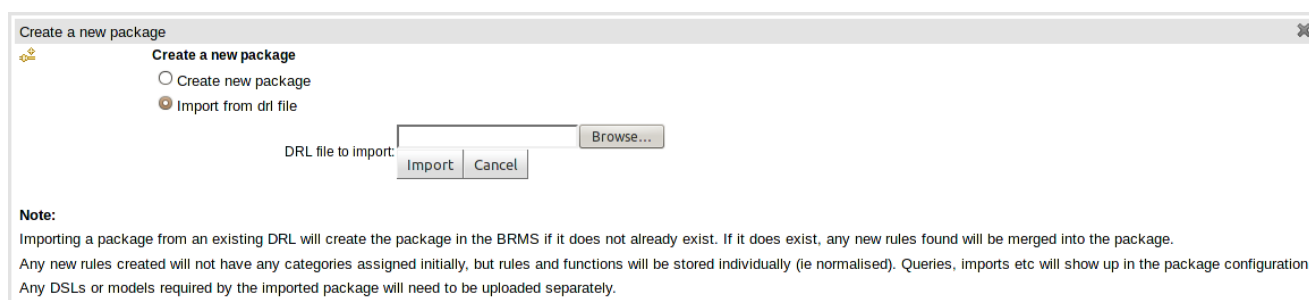 Create a new package
Create a new package
Create new package
Import from drl file
DRL file to import: Browse...
Import Cancel
Note:
Importing a package from an existing DRL will create the package in the BRMS if it does not already exist. If it does exist, any new rules found will be merged into the package.
Any new rules created will not have any categories assigned initially, but rules and functions will be stored individually (ie normalised). Queries, imports etc will show up in the package configuration
Any DSLs or models required by the imported package will need to be uploaded separately.